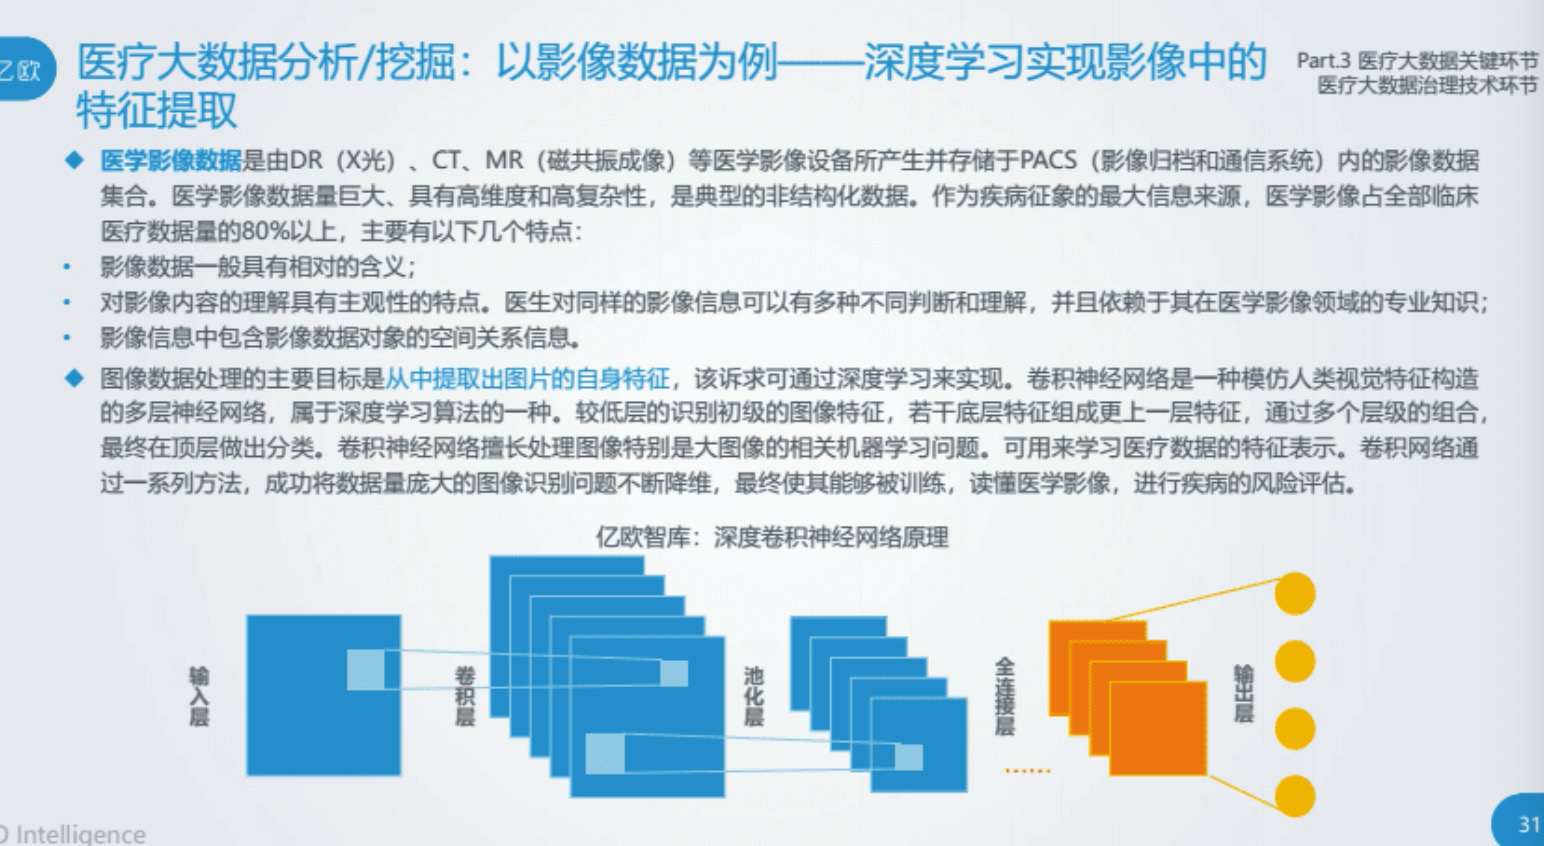 亿欧
医疗大数据分析/挖掘：以影像数据为例——深度学习实现影像中的
特征提取
Part.3 医疗大数据关键环节
医疗大数据治理技术环节
医学影像数据是由DR（X光）、CT、MR（磁共振成像）等医学影像设备所产生并存储于PACS（影像归档和通信系统）内的影像数据
集合。医学影像数据量巨大、具有高维度和高复杂性，是典型的非结构化数据。作为疾病征象的最大信息来源，医学影像占全部临床
医疗数据量的80%以上，主要有以下几个特点：
影像数据一般具有相对的含义；
对影像内容的理解具有主观性的特点。医生对同样的影像信息可以有多种不同判断和理解，并且依赖于其在医学影像领域的专业知识；
影像信息中包含影像数据对象的空间关系信息。
图像数据处理的主要目标是从中提取出图片的自身特征，该诉求可通过深度学习来实现。卷积神经网络是一种模仿人类视觉特征构造
的多层神经网络，属于深度学习算法的一种。较低层的识别初级的图像特征，若干底层特征组成更上一层特征，通过多个层级的组合，
最终在顶层做出分类。卷积神经网络擅长处理图像特别是大图像的相关机器学习问题。可用来学习医疗数据的特征表示。卷积网络通
过一系列方法，成功将数据量庞大的图像识别问题不断降维，最终使其能够被训练，读懂医学影像，进行疾病的风险评估。
亿欧智库：深度卷积神经网络原理
输入层
卷积层
池化层
全连接层
······
输出层
O Intelligence
31